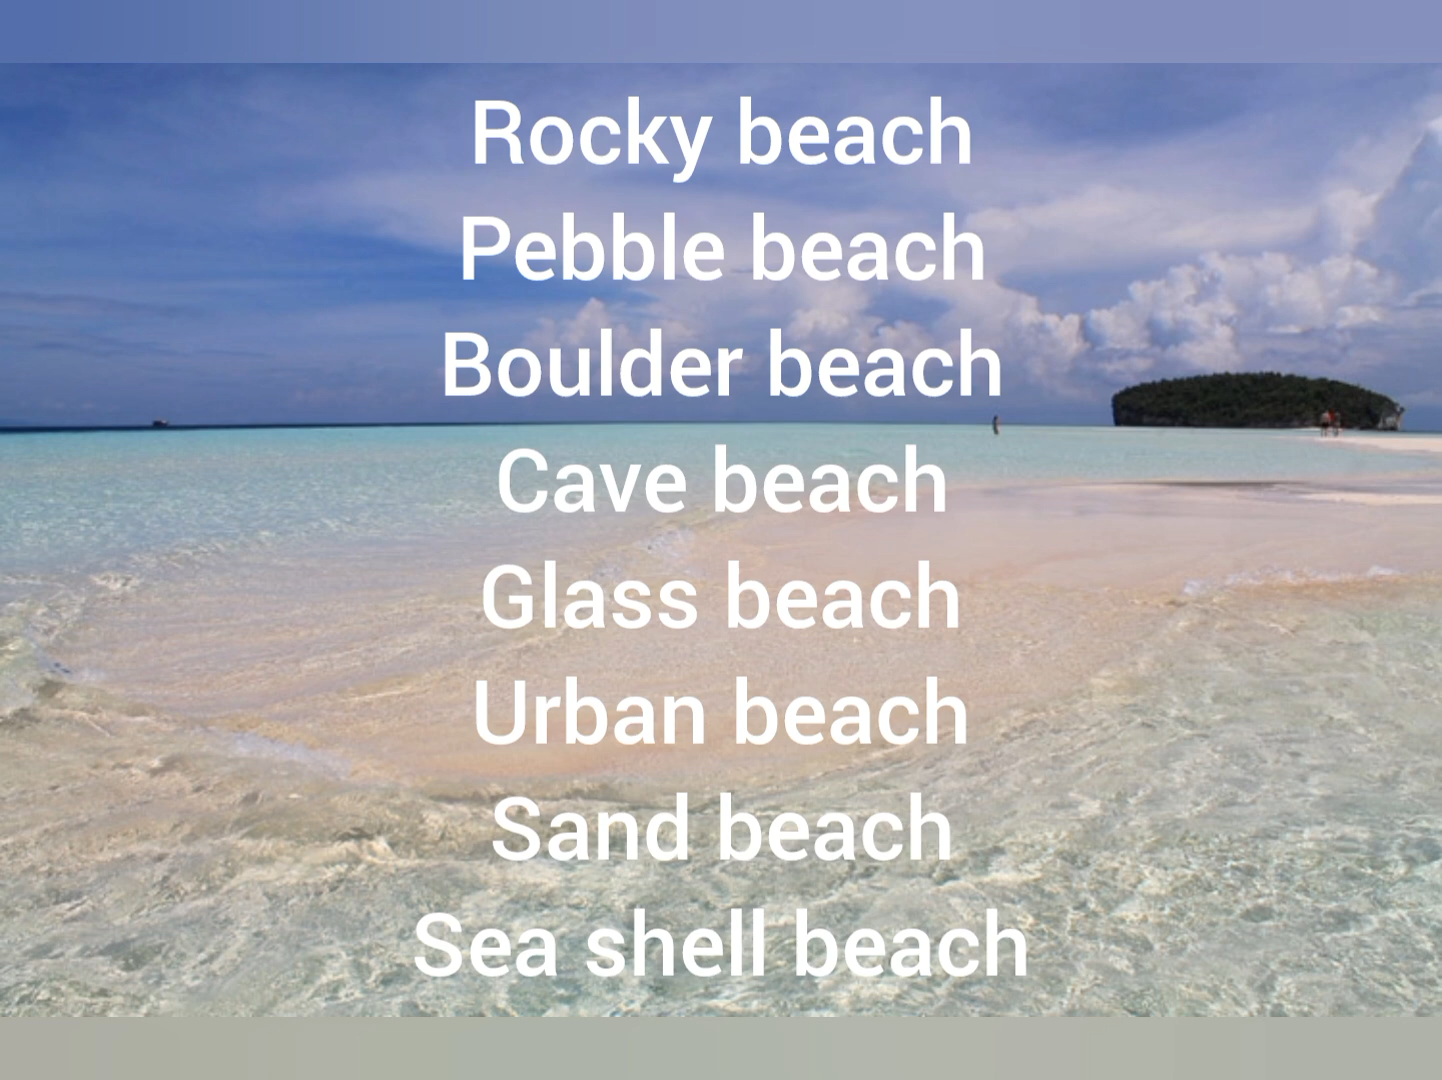 Rocky beach
Pebble beach
Boulder beach
Cave beach
Glass beach
Urban beach
Sand beach
Sea shell beach